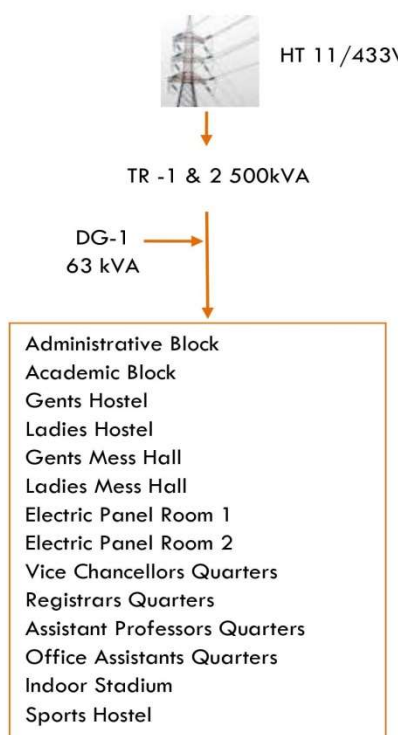 HT 11/433V
TR -1 & 2 500kVA
DG-1
63 kVA
Administrative Block
Academic Block
Gents Hostel
Ladies Hostel
Gents Mess Hall
Ladies Mess Hall
Electric Panel Room 1
Electric Panel Room 2
Vice Chancellors Quarters
Registrars Quarters
Assistant Professors Quarters
Office Assistants Quarters
Indoor Stadium
Sports Hostel